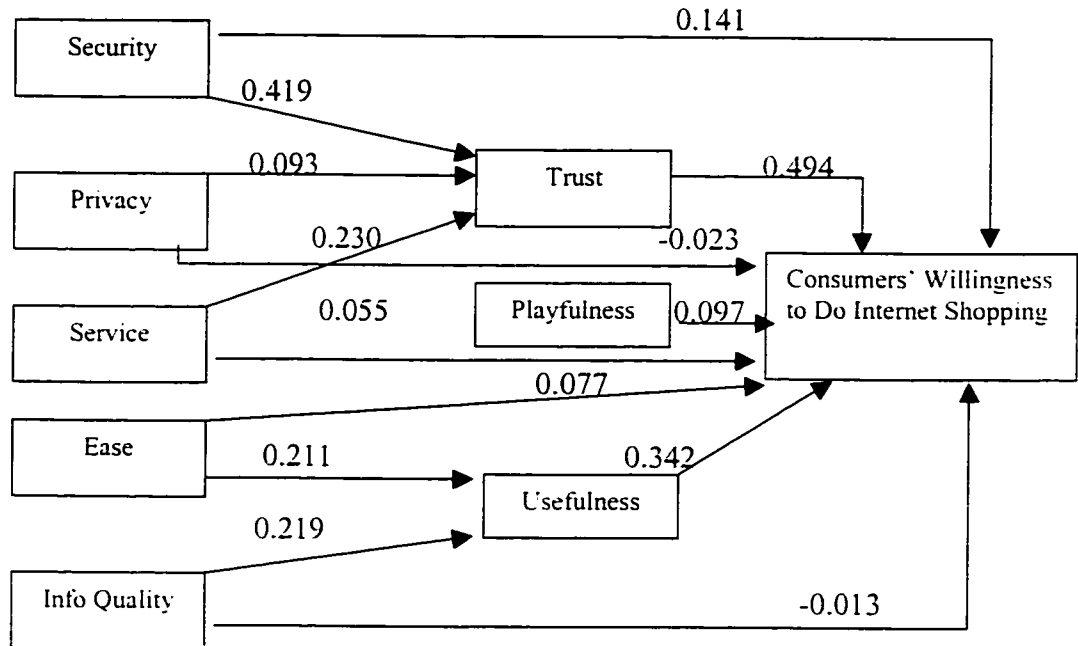 0.141
Security
0.419
0.093
Trust
0.494
Privacy
0.230
-0.023
Consumers' Willingness
to Do Internet Shopping
Playfulness
0.097
0.055
Service
0.077
Ease
0.211
0.342
Usefulness
0.219
Info Quality
-0.013